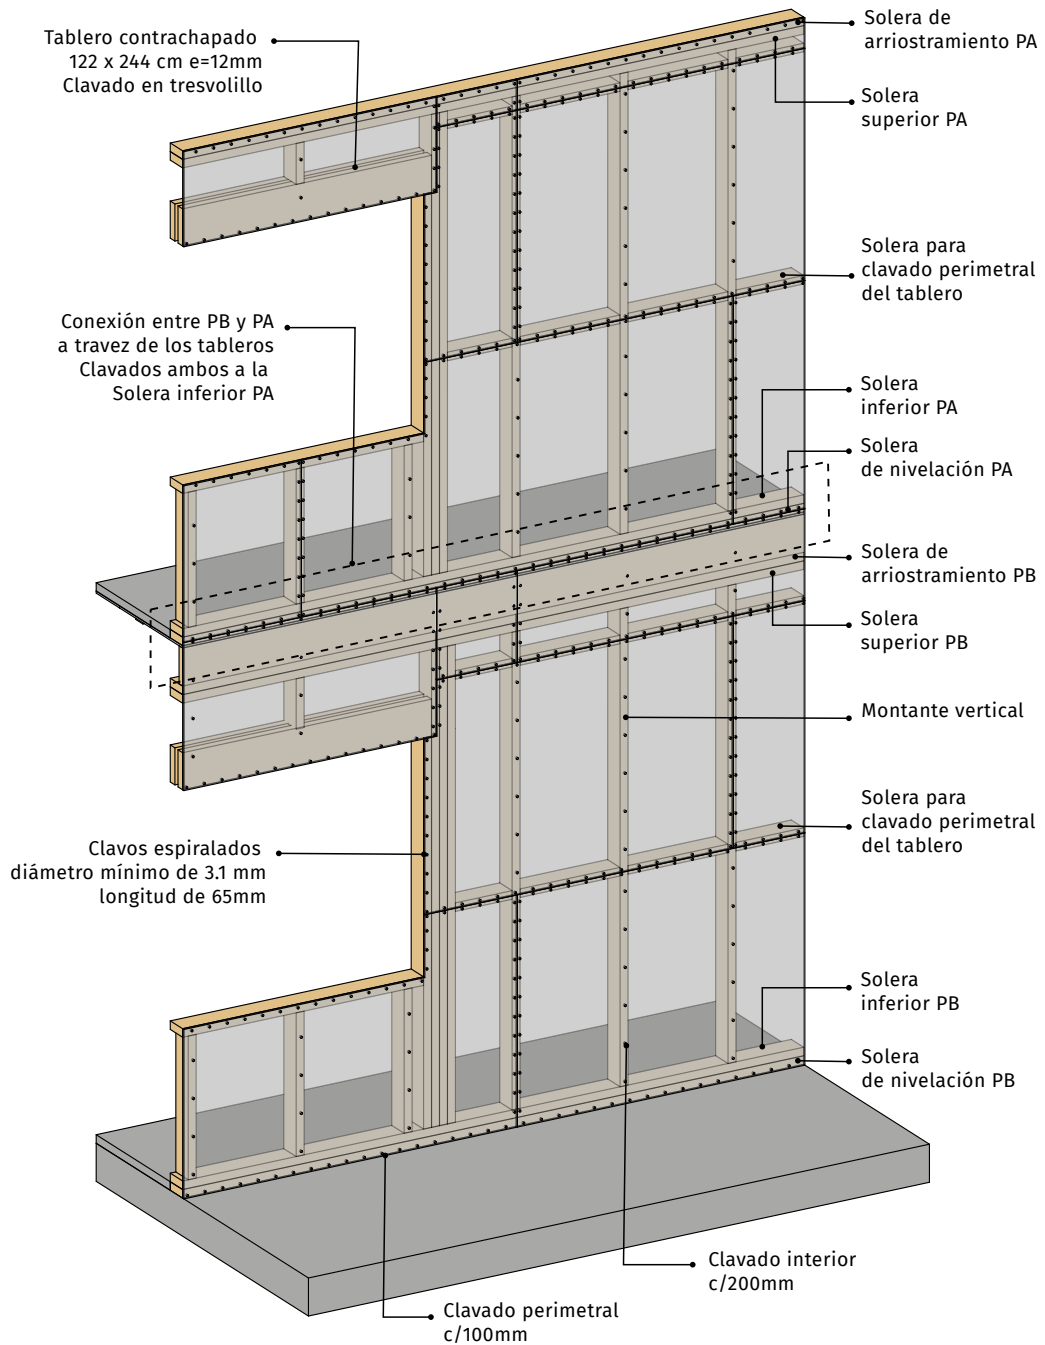 Tablero contrachapado
122 x 244 cm e=12mm
Clavado en tresvolillo
Solera de
arriostramiento PA
Solera
superior PA
Solera para
clavado perimetral
del tablero
Conexión entre PB y PA
a travez de los tableros
Clavados ambos a la
Solera inferior PA
Solera
inferior PA
Solera
de nivelación PA
Solera de
arriostramiento PB
Solera
superior PB
Montante vertical
Solera para
clavado perimetral
del tablero
Clavos espiralados
diámetro mínimo de 3.1 mm
longitud de 65mm
Solera
inferior PB
Solera
de nivelación PB
Clavado interior
c/200mm
Clavado perimetral
c/100mm